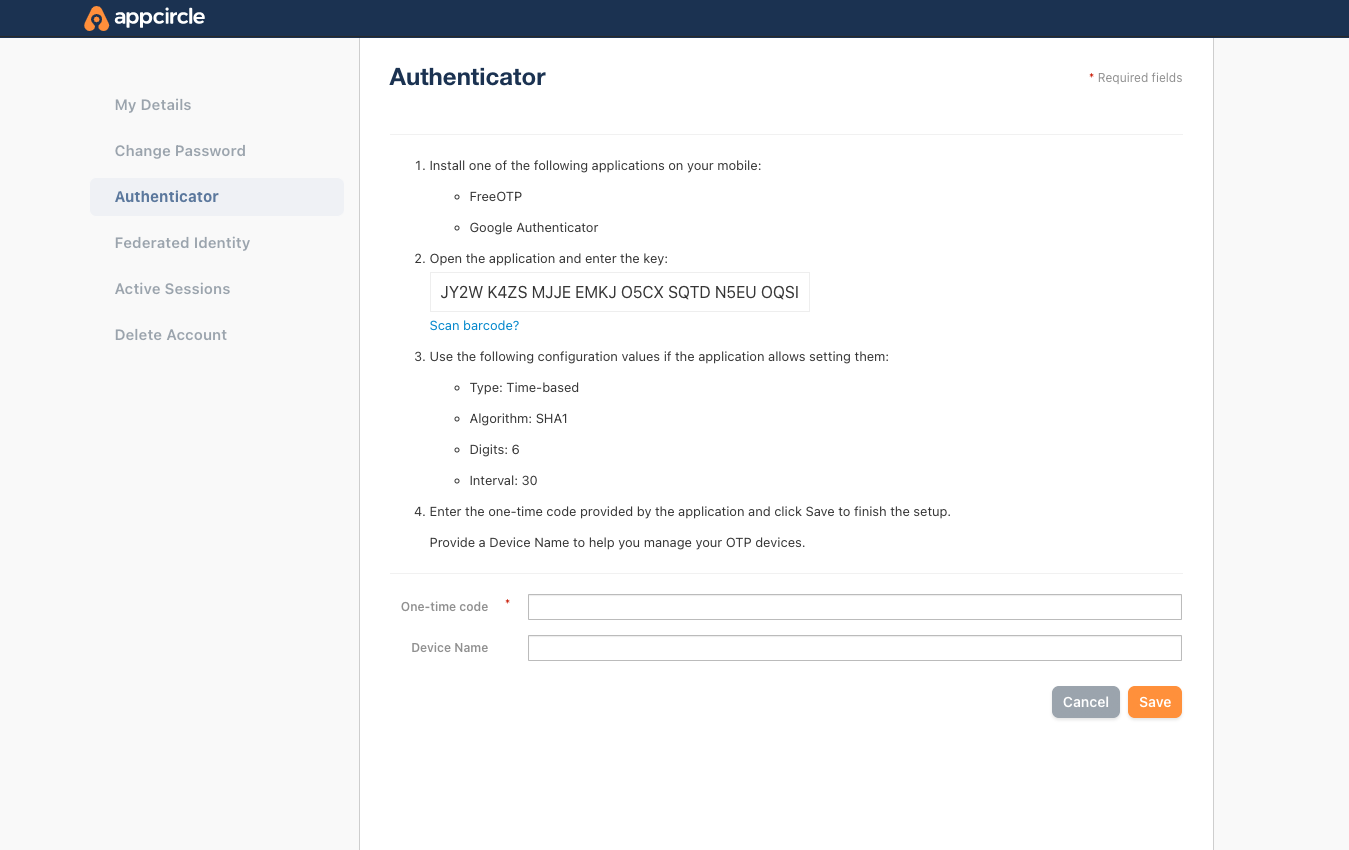 appcircle
My Details
Change Password
Authenticator
Federated Identity
Active Sessions
Delete Account
Authenticator
* Required fields
1. Install one of the following applications on your mobile:
FreeOTP
Google Authenticator
2. Open the application and enter the key:
JY2W K4ZS MJJE EMKJ O5CX SQTD N5EU OQSI
Scan barcode?
3. Use the following configuration values if the application allows setting them:
Type: Time-based
Algorithm: SHA1
Digits: 6
Interval: 30
4. Enter the one-time code provided by the application and click Save to finish the setup.
Provide a Device Name to help you manage your OTP devices.
One-time code *
Device Name
Cancel Save